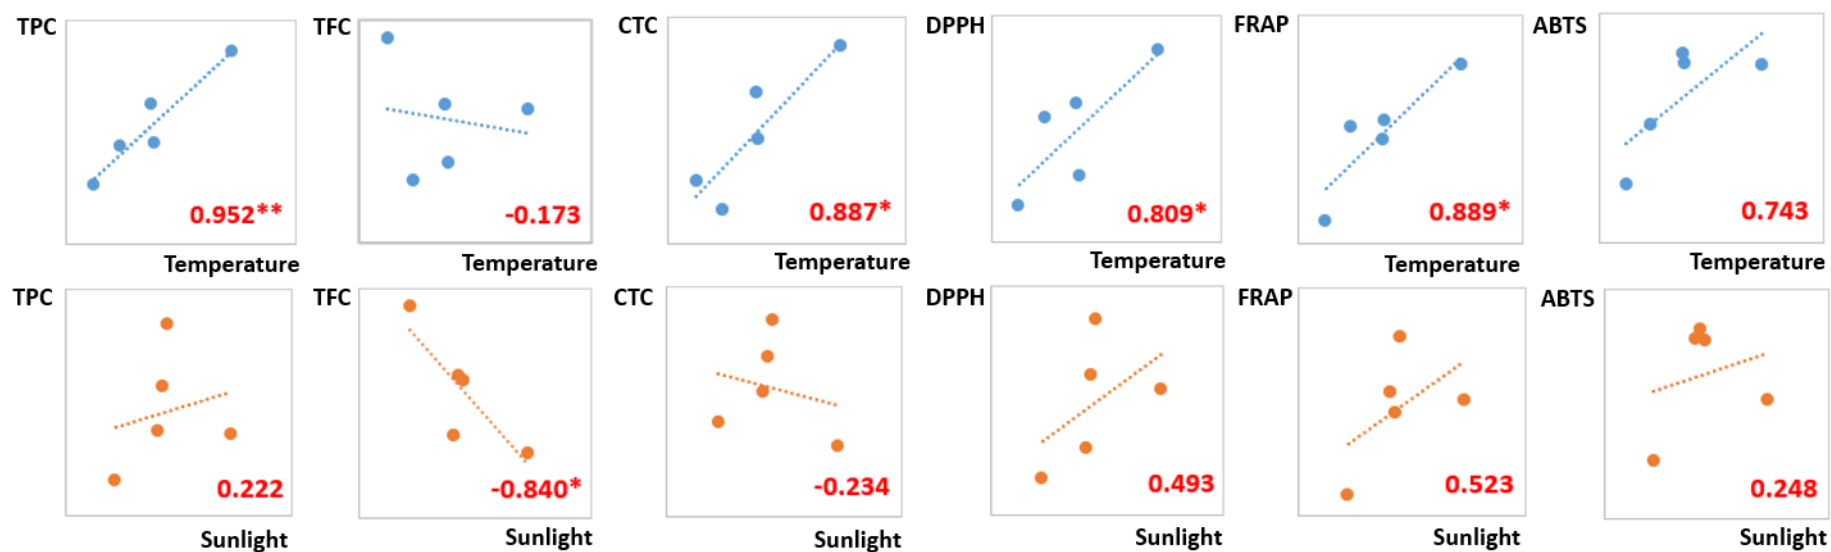 TPC
0.952**
Temperature
TFC
-0.173
Temperature
CTC
0.887*
Temperature
DPPH
0.809*
Temperature
FRAP
0.889*
Temperature
ABTS
0.743
Temperature
TPC
0.222
Sunlight
TFC
-0.840*
Sunlight
CTC
-0.234
Sunlight
DPPH
0.493
Sunlight
FRAP
0.523
Sunlight
ABTS
0.248
Sunlight